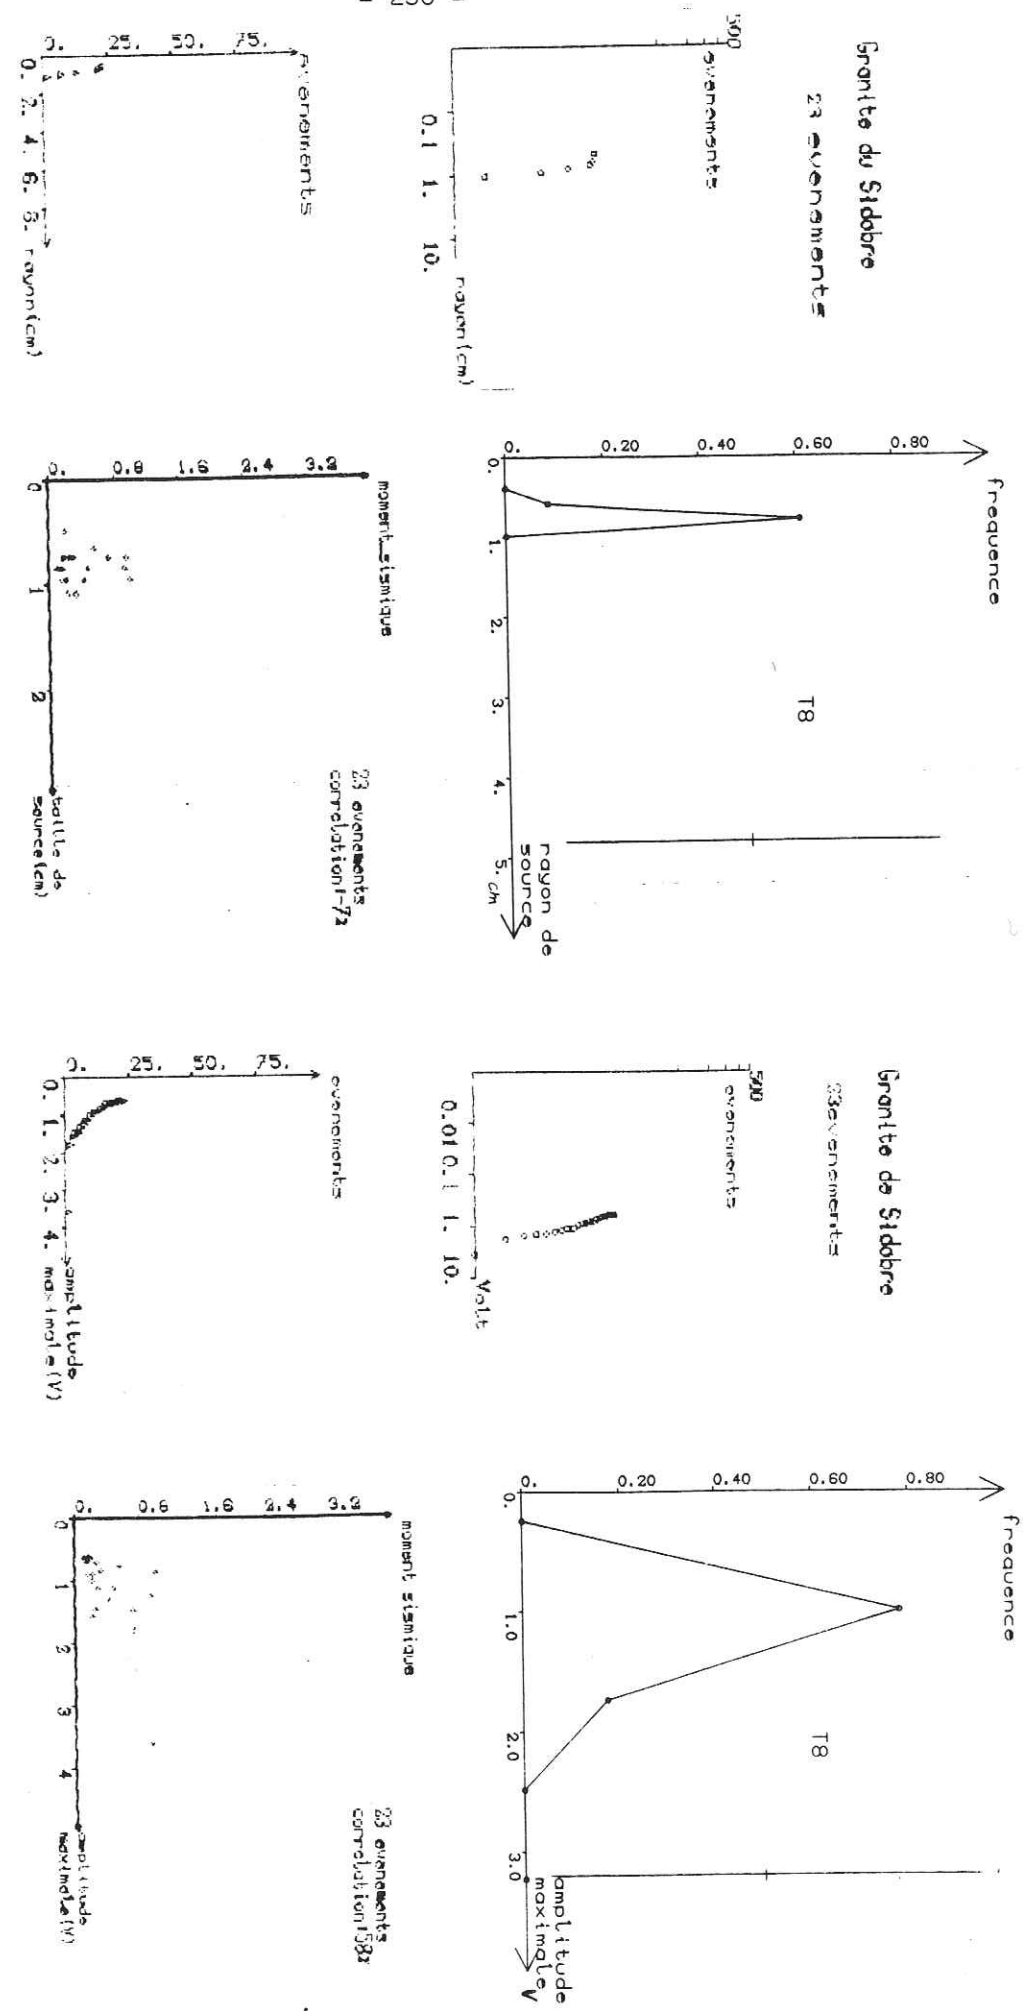 Granite du Sidobre
23 evenements
500
evenements
0.1 1. 10.
rayon(cm)
0. 25. 50. 75.
evenements
0. 2. 4. 6. 8. rayon(cm)
frequence
0. 0.20 0.40 0.60 0.80
0. 1. 2. 3. 4. 5. cm
T8
rayon de
source
moment sismique
0. 0.8 1.6 2.4 3.2
0 1 2
taille de
source(cm)
23 evenements
correlation:-7%
Granite de Sidobre
23evenements
500
evenements
0.01 0.1 1. 10.
Volt
evenements
0. 25. 50. 75.
0. 1. 2. 3. 4.
amplitude
maximale(V)
frequence
0. 0.20 0.40 0.60 0.80
0. 1.0 2.0 3.0
T8
amplitude
maximale V
moment sismique
0. 0.8 1.6 2.4 3.2
0 1 2 3 4
amplitude
maximale(V)
23 evenements
correlation:58%